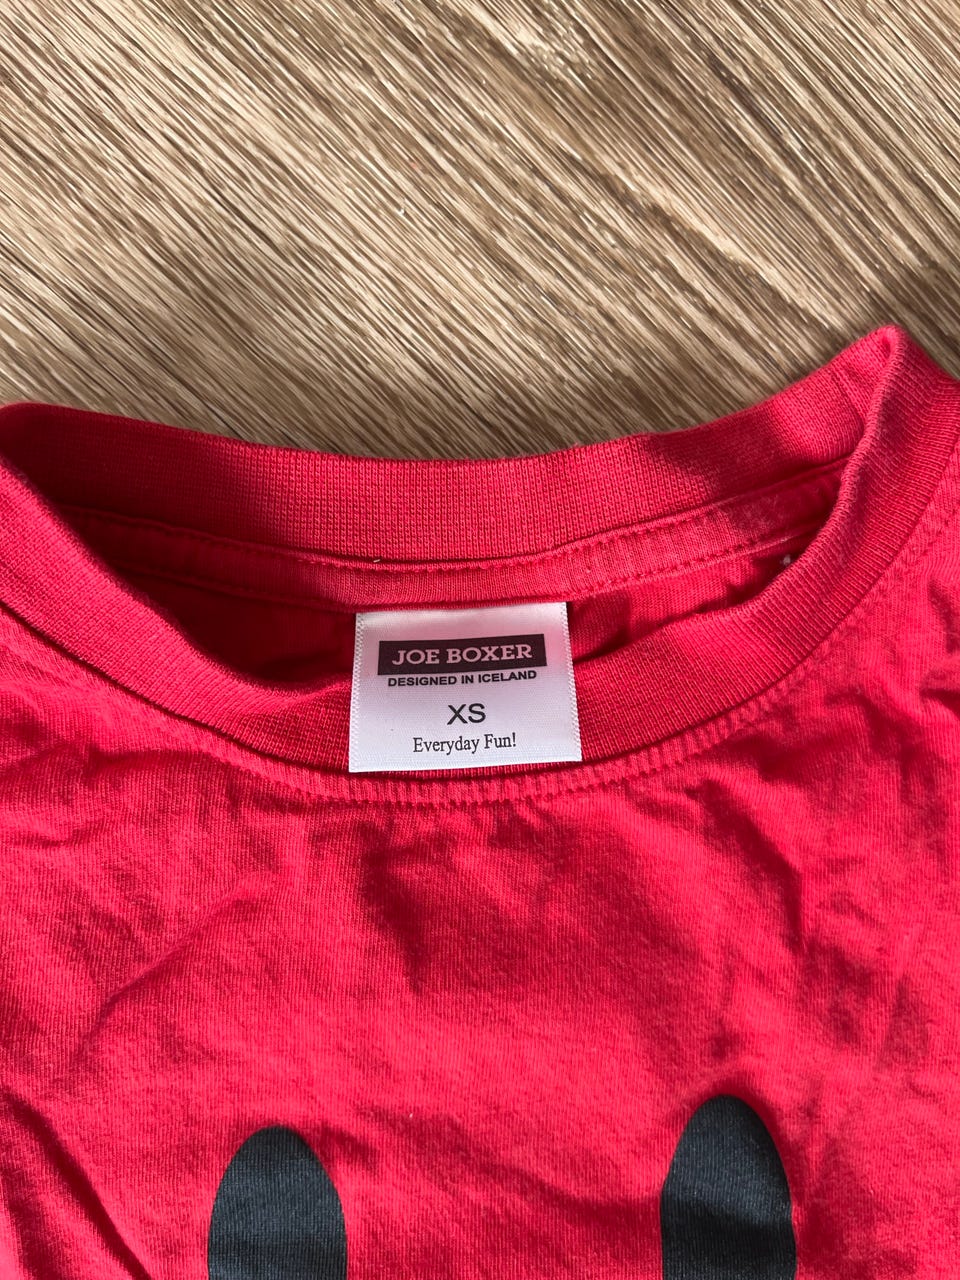 JOE BOXER
DESIGNED IN ICELAND
XS
Everyday Fun!